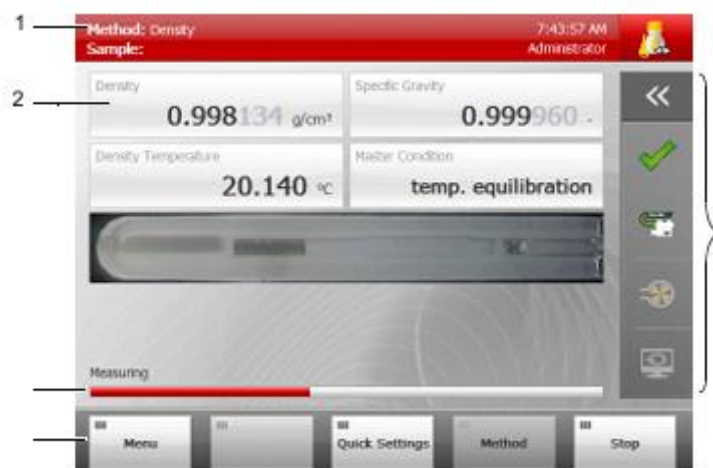 1
Method: Density
7:43:57 AM
Sample:
Administrator
2
Density
0.998134 g/cm³
Specific Gravity
0.999960 -
Density Temperature
20.140 °C
Master Condition
temp. equilibration
Measuring
Menu
Quick Settings
Method
Stop